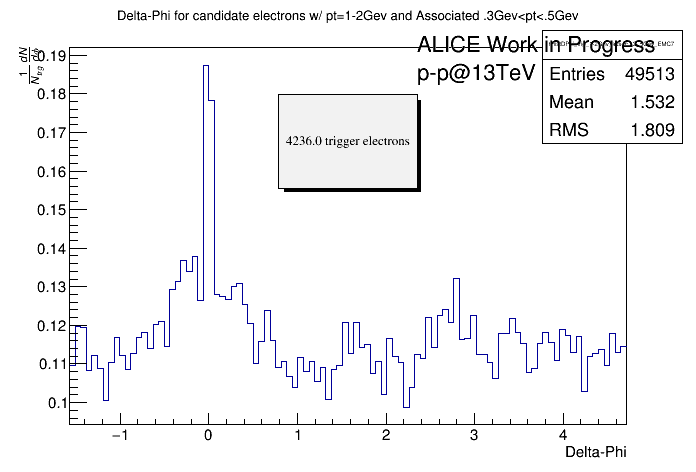 Delta-Phi for candidate electrons w/ pt=1-2Gev and Associated .3Gev<pt<.5GeV
1 dN
N_trig dφ
ALICE Work in Progress
p-p@13TeV
EMC7
Entries 49513
Mean 1.532
RMS 1.809
4236.0 trigger electrons
0.19
0.18
0.17
0.16
0.15
0.14
0.13
0.12
0.11
0.1
−1 0 1 2 3 4
Delta-Phi